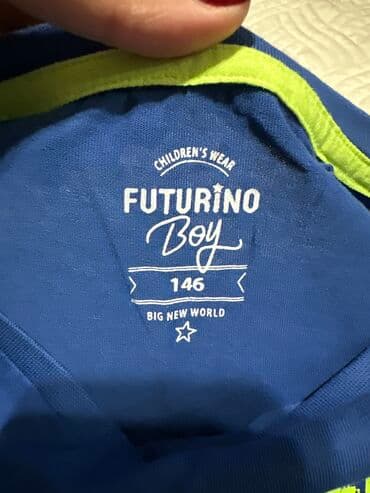 CHILDREN'S WEAR
FUTURINO
Boy
146
BIG NEW WORLD